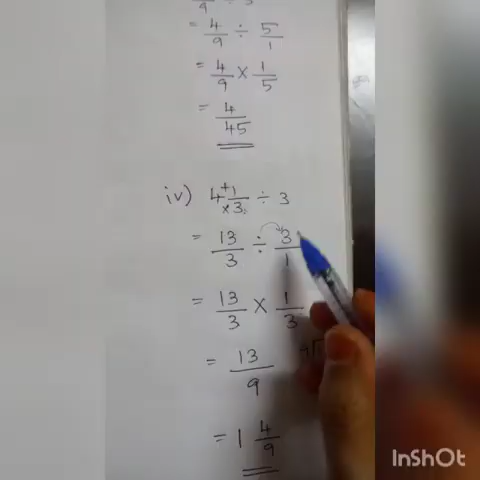 = 4/9 ÷ 5/1
= 4/9 × 1/5
= 4/45
iv) 4 + 1/× 3 ÷ 3
= 13/3 ÷ 3/1
= 13/3 × 1/3
= 13/9
= 1 4/9
InShOt